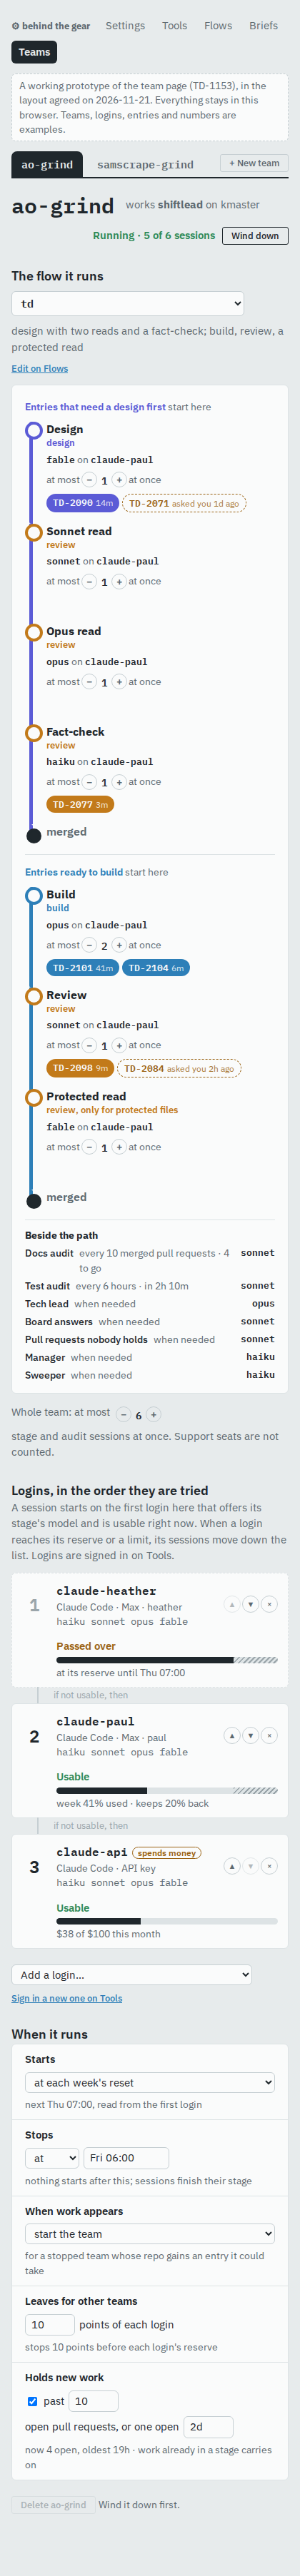 ⚙ behind the gear Settings Tools Flows Briefs
Teams
A working prototype of the team page (TD-1153), in the
layout agreed on 2026-11-21. Everything stays in this
browser. Teams, logins, entries and numbers are
examples.
ao-grind samscrape-grind + New team
ao-grind works shiftlead on kmaster
Running · 5 of 6 sessions Wind down
The flow it runs
td
design with two reads and a fact-check; build, review, a
protected read
Edit on Flows
Entries that need a design first start here
Design
design
fable on claude-paul
at most − 1 + at once
TD-2090 14m TD-2071 asked you 1d ago
Sonnet read
review
sonnet on claude-paul
at most − 1 + at once
Opus read
review
opus on claude-paul
at most − 1 + at once
Fact-check
review
haiku on claude-paul
at most − 1 + at once
TD-2077 3m
merged
Entries ready to build start here
Build
build
opus on claude-paul
at most − 2 + at once
TD-2101 41m TD-2104 6m
Review
review
sonnet on claude-paul
at most − 1 + at once
TD-2098 9m TD-2084 asked you 2h ago
Protected read
review, only for protected files
fable on claude-paul
at most − 1 + at once
merged
Beside the path
Docs audit every 10 merged pull requests · 4 sonnet
to go
Test audit every 6 hours · in 2h 10m sonnet
Tech lead when needed opus
Board answers when needed sonnet
Pull requests nobody holds when needed sonnet
Manager when needed haiku
Sweeper when needed haiku
Whole team: at most − 6 +
stage and audit sessions at once. Support seats are not
counted.
Logins, in the order they are tried
A session starts on the first login here that offers its
stage's model and is usable right now. When a login
reaches its reserve or a limit, its sessions move down the
list. Logins are signed in on Tools.
1 claude-heather ▲ ▼ ×
Claude Code · Max · heather
haiku sonnet opus fable
Passed over
at its reserve until Thu 07:00
if not usable, then
2 claude-paul ▲ ▼ ×
Claude Code · Max · paul
haiku sonnet opus fable
Usable
week 41% used · keeps 20% back
if not usable, then
3 claude-api spends money ▲ ▼ ×
Claude Code · API key
haiku sonnet opus fable
Usable
$38 of $100 this month
Add a login…
Sign in a new one on Tools
When it runs
Starts
at each week's reset
next Thu 07:00, read from the first login
Stops
at Fri 06:00
nothing starts after this; sessions finish their stage
When work appears
start the team
for a stopped team whose repo gains an entry it could
take
Leaves for other teams
10 points of each login
stops 10 points before each login's reserve
Holds new work
past 10
open pull requests, or one open 2d
now 4 open, oldest 19h · work already in a stage carries
on
Delete ao-grind Wind it down first.